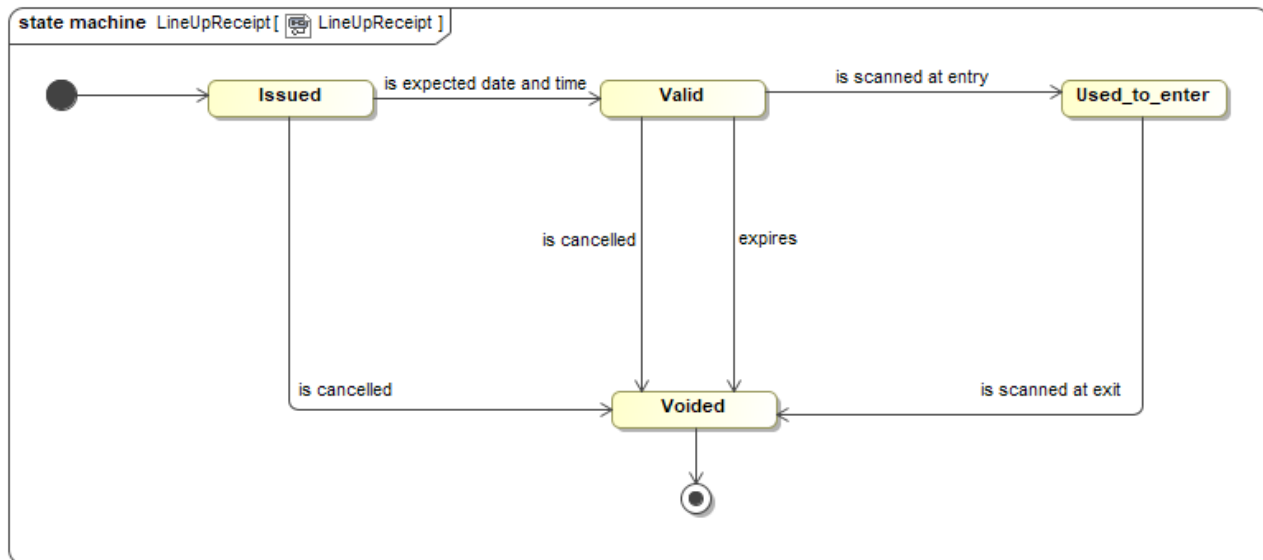 state machine LineUpReceipt [ LineUpReceipt ]
Issued
is expected date and time
Valid
is scanned at entry
Used_to_enter
is cancelled
expires
is cancelled
is scanned at exit
Voided